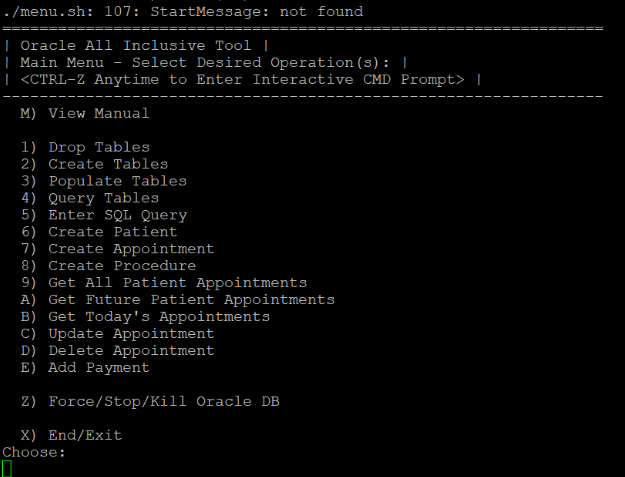 ./menu.sh: 107: StartMessage: not found
=================================================================
| Oracle All Inclusive Tool |
| Main Menu - Select Desired Operation(s): |
| <CTRL-Z Anytime to Enter Interactive CMD Prompt> |
-----------------------------------------------------------------
M) View Manual
1) Drop Tables
2) Create Tables
3) Populate Tables
4) Query Tables
5) Enter SQL Query
6) Create Patient
7) Create Appointment
8) Create Procedure
9) Get All Patient Appointments
A) Get Future Patient Appointments
B) Get Today's Appointments
C) Update Appointment
D) Delete Appointment
E) Add Payment
Z) Force/Stop/Kill Oracle DB
X) End/Exit
Choose: